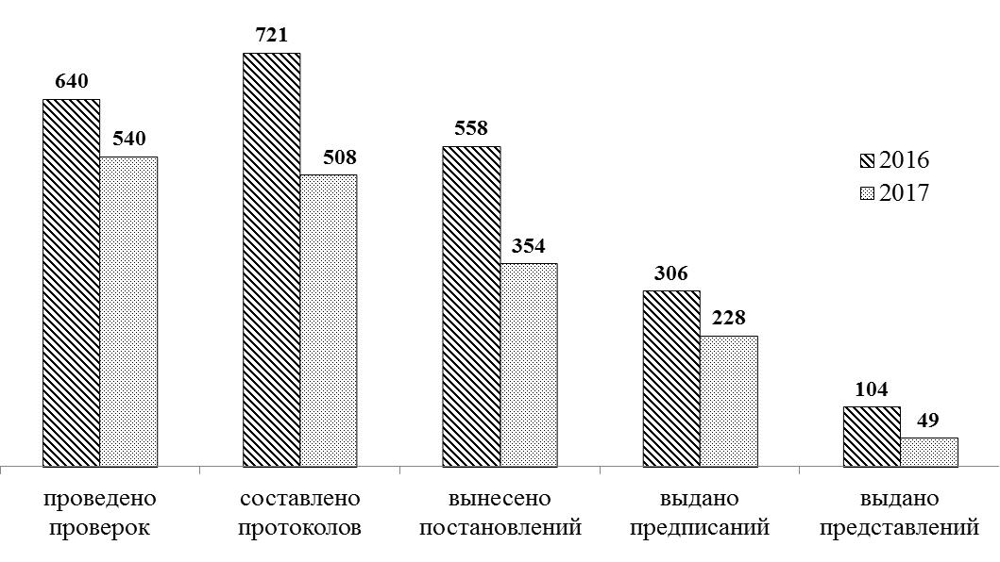 721
640
558
540
508
2016
2017
354
306
228
104
49
проведено
проверок
составлено
протоколов
вынесено
постановлений
выдано
предписаний
выдано
представлений